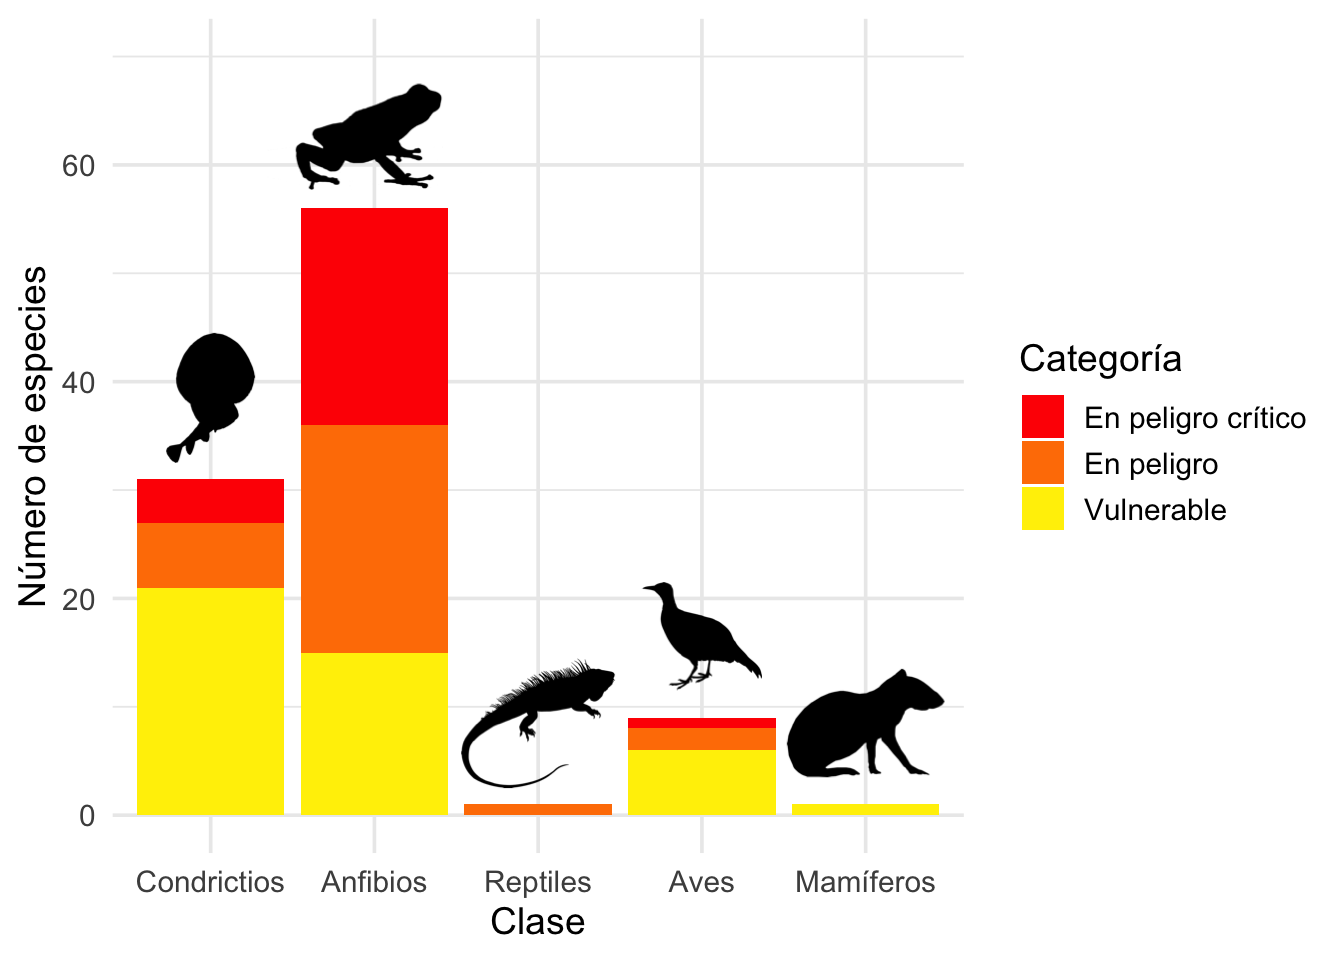 Número de especies
60
40
20
0
Condrictios
Anfibios
Reptiles
Aves
Mamíferos
Clase
Categoría
En peligro crítico
En peligro
Vulnerable